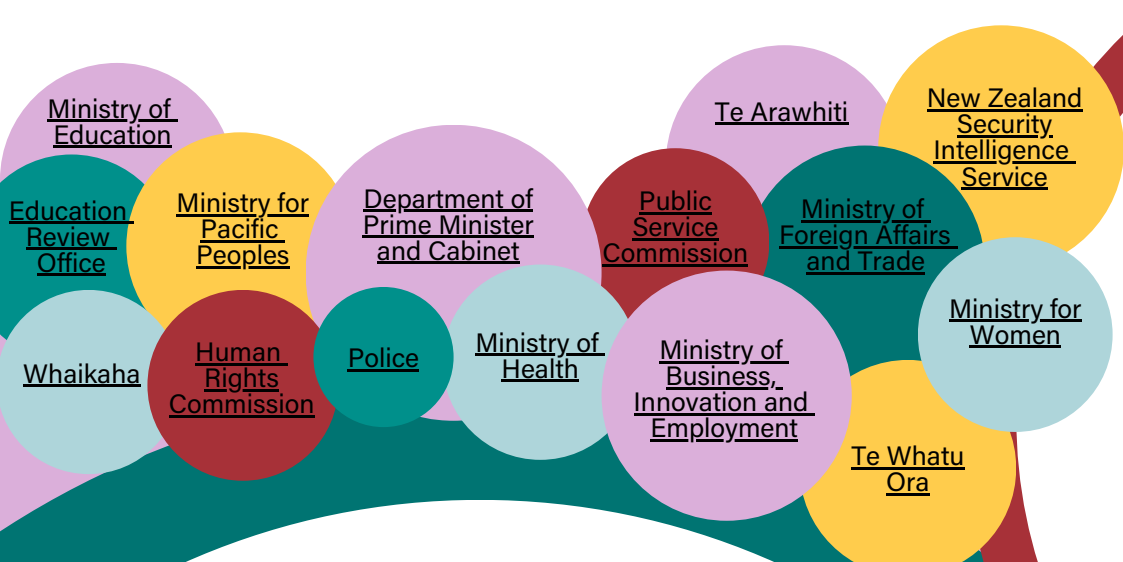 Ministry of
Education
Te Arawhiti
New Zealand
Security
Intelligence
Service
Education
Review
Office
Ministry for
Pacific
Peoples
Department of
Prime Minister
and Cabinet
Public
Service
Commission
Ministry of
Foreign Affairs
and Trade
Whaikaha
Human
Rights
Commission
Police
Ministry of
Health
Ministry of
Business,
Innovation and
Employment
Ministry for
Women
Te Whatu
Ora